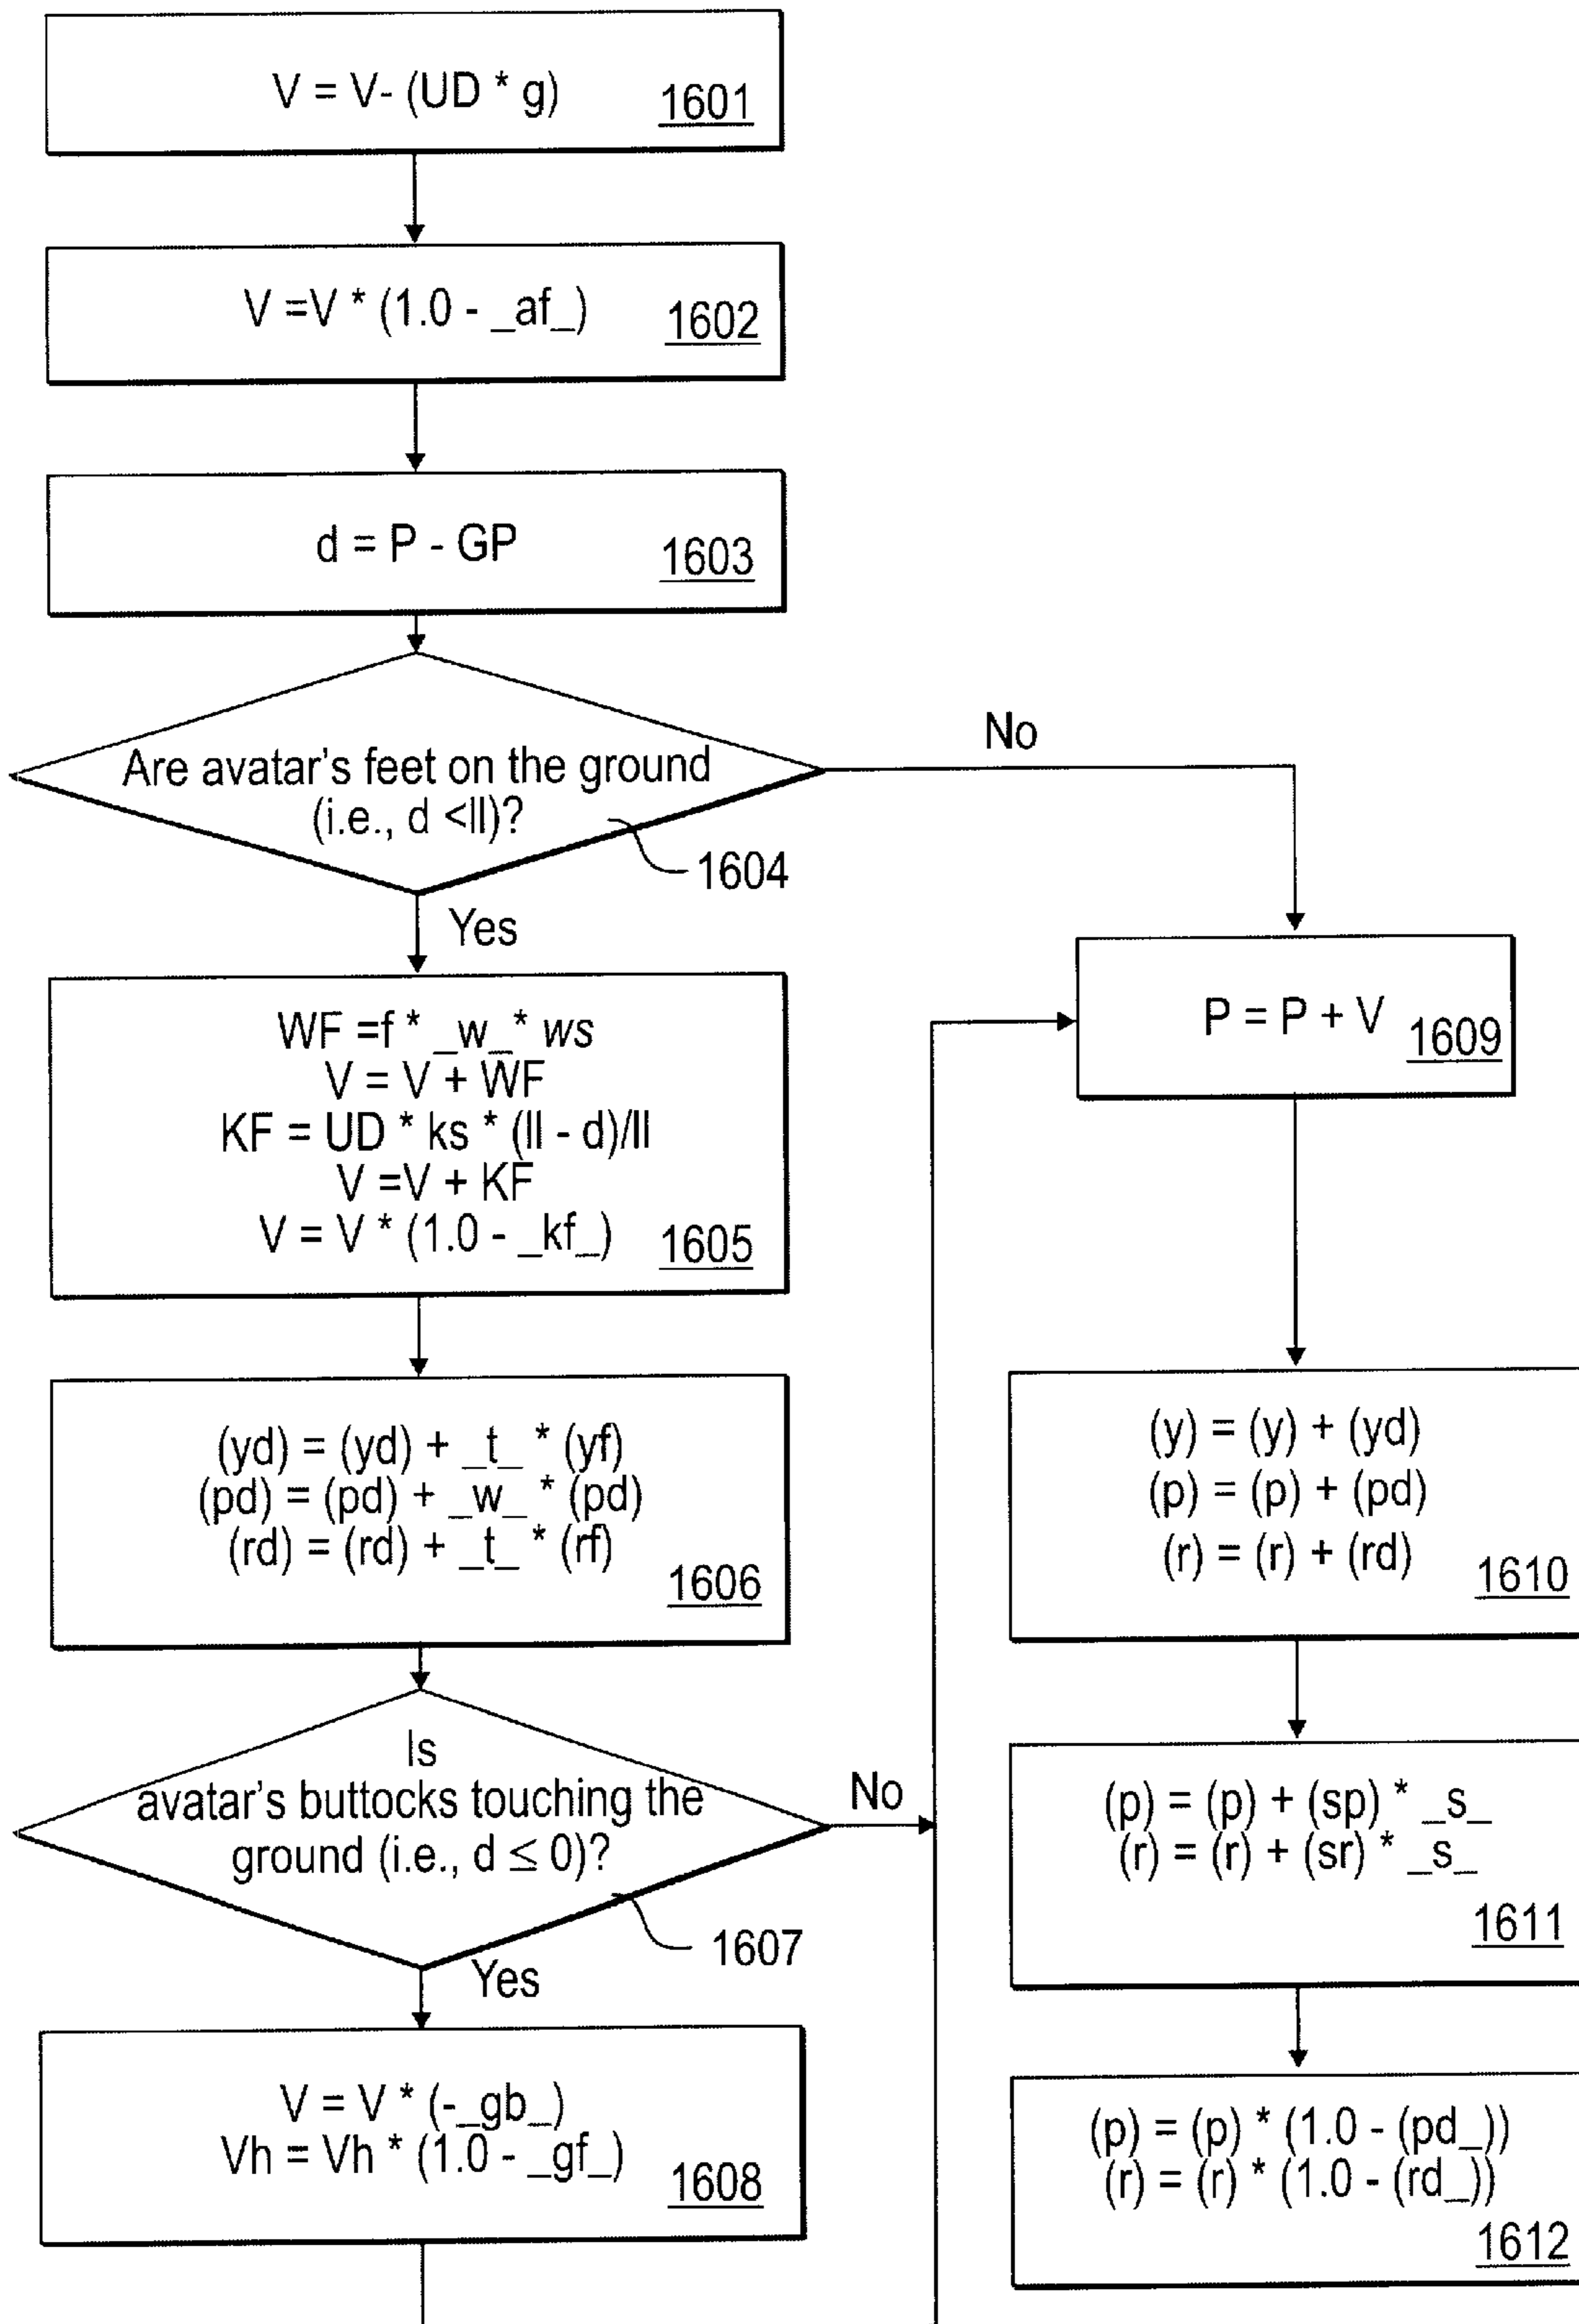 V = V- (UD * g)
1601
V =V * (1.0 - _af_)
1602
d = P - GP
1603
Are avatar's feet on the ground
(i.e., d <ll)?
1604
No
Yes
WF =f * _w_* ws
V = V + WF
KF = UD * ks * (ll - d)/ll
V =V + KF
V = V * (1.0 - _kf_)
1605
(yd) = (yd) + _t_ * (yf)
(pd) = (pd) + _w_ * (pd)
(rd) = (rd) + _t_ * (rf)
1606
Is
avatar's buttocks touching the
ground (i.e., d ≤ 0)?
1607
No
Yes
V = V * (-_gb_)
Vh = Vh * (1.0 - _gf_)
1608
P = P + V
1609
(y) = (y) + (yd)
(p) = (p) + (pd)
(r) = (r) + (rd)
1610
(p) = (p) + (sp) * _s_
(r) = (r) + (sr) * _s_
1611
(p) = (p) * (1.0 - (pd_))
(r) = (r) * (1.0 - (rd_))
1612